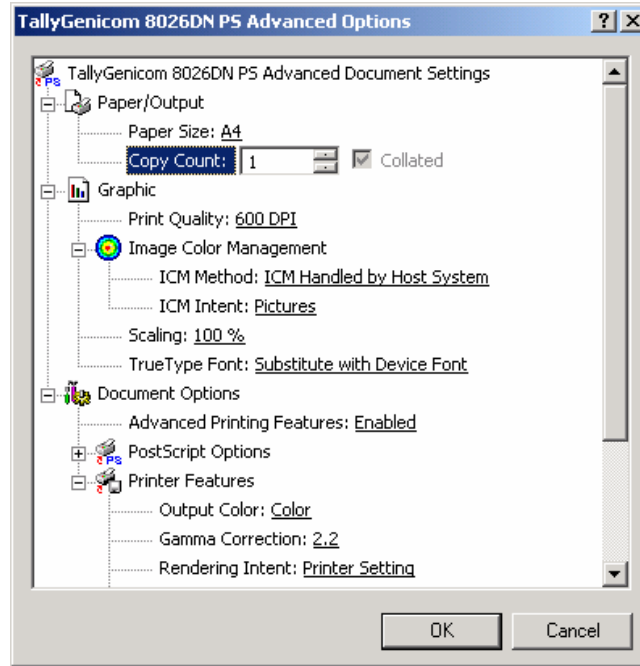 TallyGenicom 8026DN PS Advanced Options
TallyGenicom 8026DN PS Advanced Document Settings
Paper/Output
Paper Size: A4
Copy Count: 1 Collated
Graphic
Print Quality: 600 DPI
Image Color Management
ICM Method: ICM Handled by Host System
ICM Intent: Pictures
Scaling: 100 %
TrueType Font: Substitute with Device Font
Document Options
Advanced Printing Features: Enabled
PostScript Options
Printer Features
Output Color: Color
Gamma Correction: 2.2
Rendering Intent: Printer Setting
OK Cancel